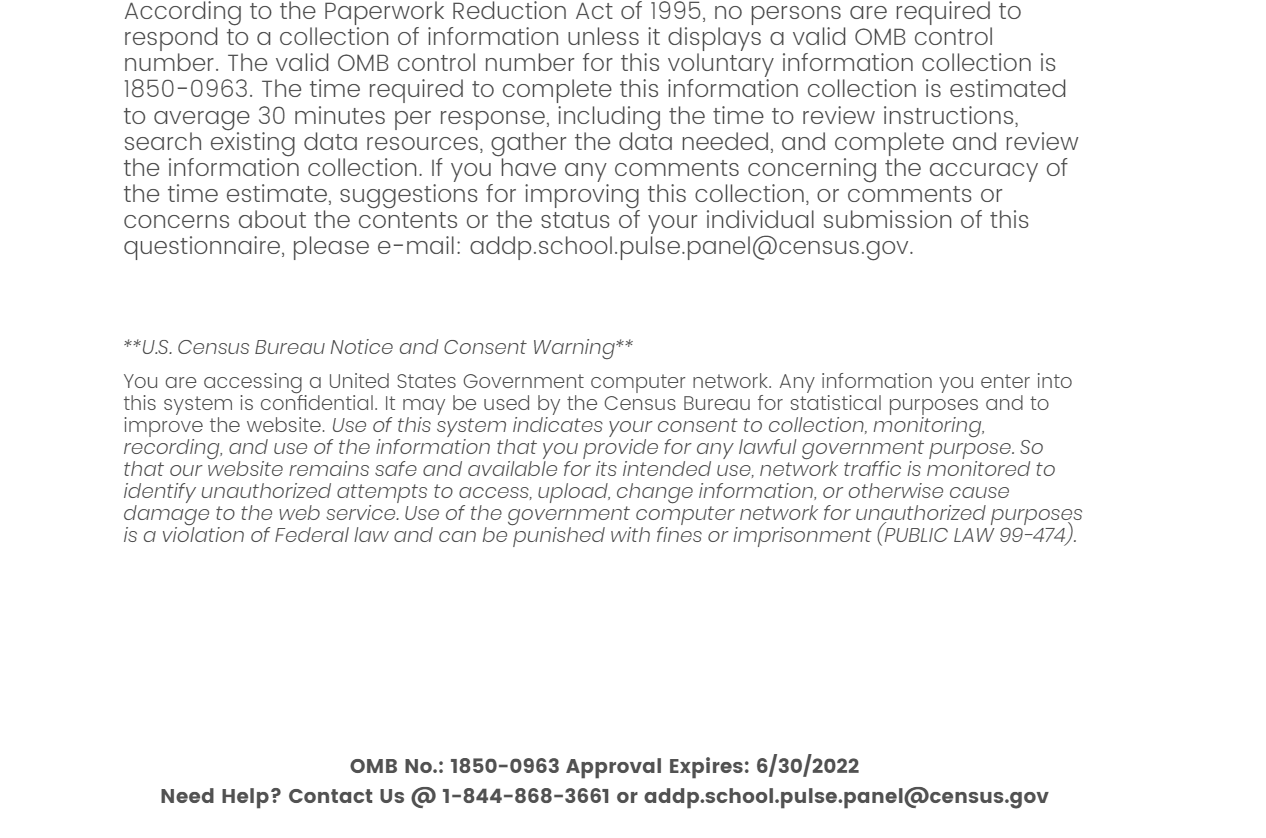 According to the Paperwork Reduction Act of 1995, no persons are required to
respond to a collection of information unless it displays a valid OMB control
number. The valid OMB control number for this voluntary information collection is
1850-0963. The time required to complete this information collection is estimated
to average 30 minutes per response, including the time to review instructions,
search existing data resources, gather the data needed, and complete and review
the information collection. If you have any comments concerning the accuracy of
the time estimate, suggestions for improving this collection, or comments or
concerns about the contents or the status of your individual submission of this
questionnaire, please e-mail: addp.school.pulse.panel@census.gov.
**U.S. Census Bureau Notice and Consent Warning**
You are accessing a United States Government computer network. Any information you enter into
this system is confidential. It may be used by the Census Bureau for statistical purposes and to
improve the website. Use of this system indicates your consent to collection, monitoring,
recording, and use of the information that you provide for any lawful government purpose. So
that our website remains safe and available for its intended use, network traffic is monitored to
identify unauthorized attempts to access, upload, change information, or otherwise cause
damage to the web service. Use of the government computer network for unauthorized purposes
is a violation of Federal law and can be punished with fines or imprisonment (PUBLIC LAW 99-474).
OMB No.: 1850-0963 Approval Expires: 6/30/2022
Need Help? Contact Us @ 1-844-868-3661 or addp.school.pulse.panel@census.gov